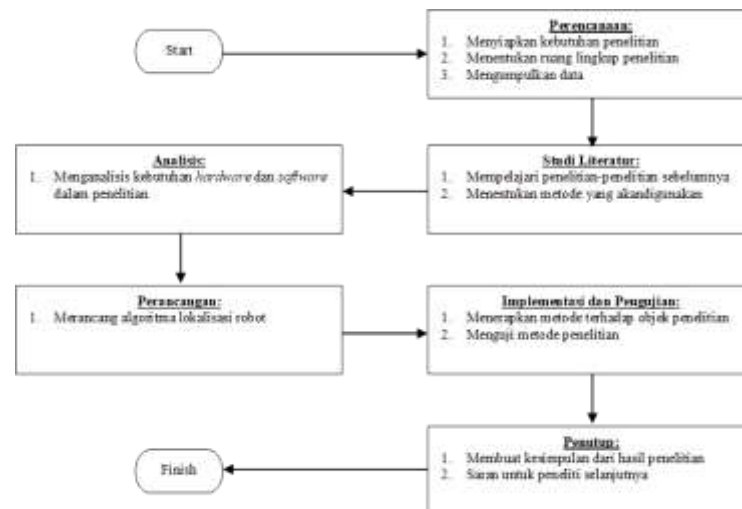 Start
Perencanaan:
1. Menyiapkan kebutuhan penelitian
2. Menentukan ruang lingkup penelitian
3. Mengumpulkan data
Studi Literatur:
1. Mempelajari penelitian-penelitian sebelumnya
2. Menentukan metode yang akandigunakan
Analisis:
1. Menganalisis kebutuhan hardware dan software
dalam penelitian
Perancangan:
1. Merancang algoritma lokalisasi robot
Implementasi dan Pengujian:
1. Menerapkan metode terhadap objek penelitian
2. Menguji metode penelitian
Penutup:
1. Membuat kesimpulan dari hasil penelitian
2. Saran untuk peneliti selanjutnya
Finish